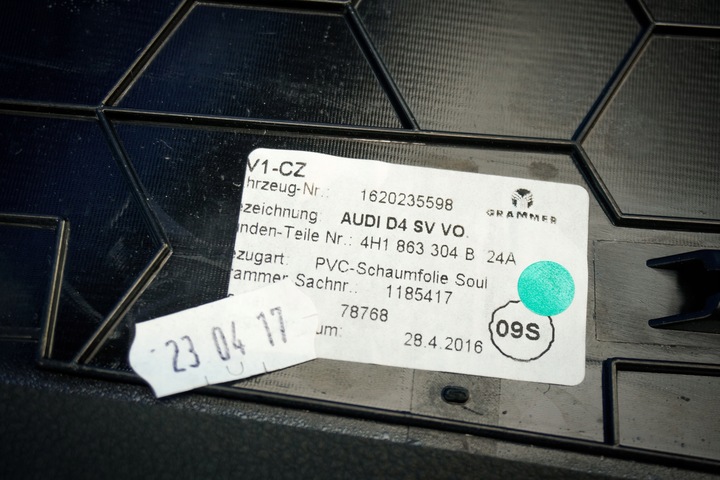 V1-CZ
hrzeug-Nr.: 1620235598
GRAMMER
ezeichnung: AUDI D4 SV VO.
unden-Teile Nr.: 4H1 863 304 B 24A
ezugart: PVC-Schaumfolie Soul
rammer Sachnr.: 1185417
78768
um: 28.4.2016
09S
23 04 17